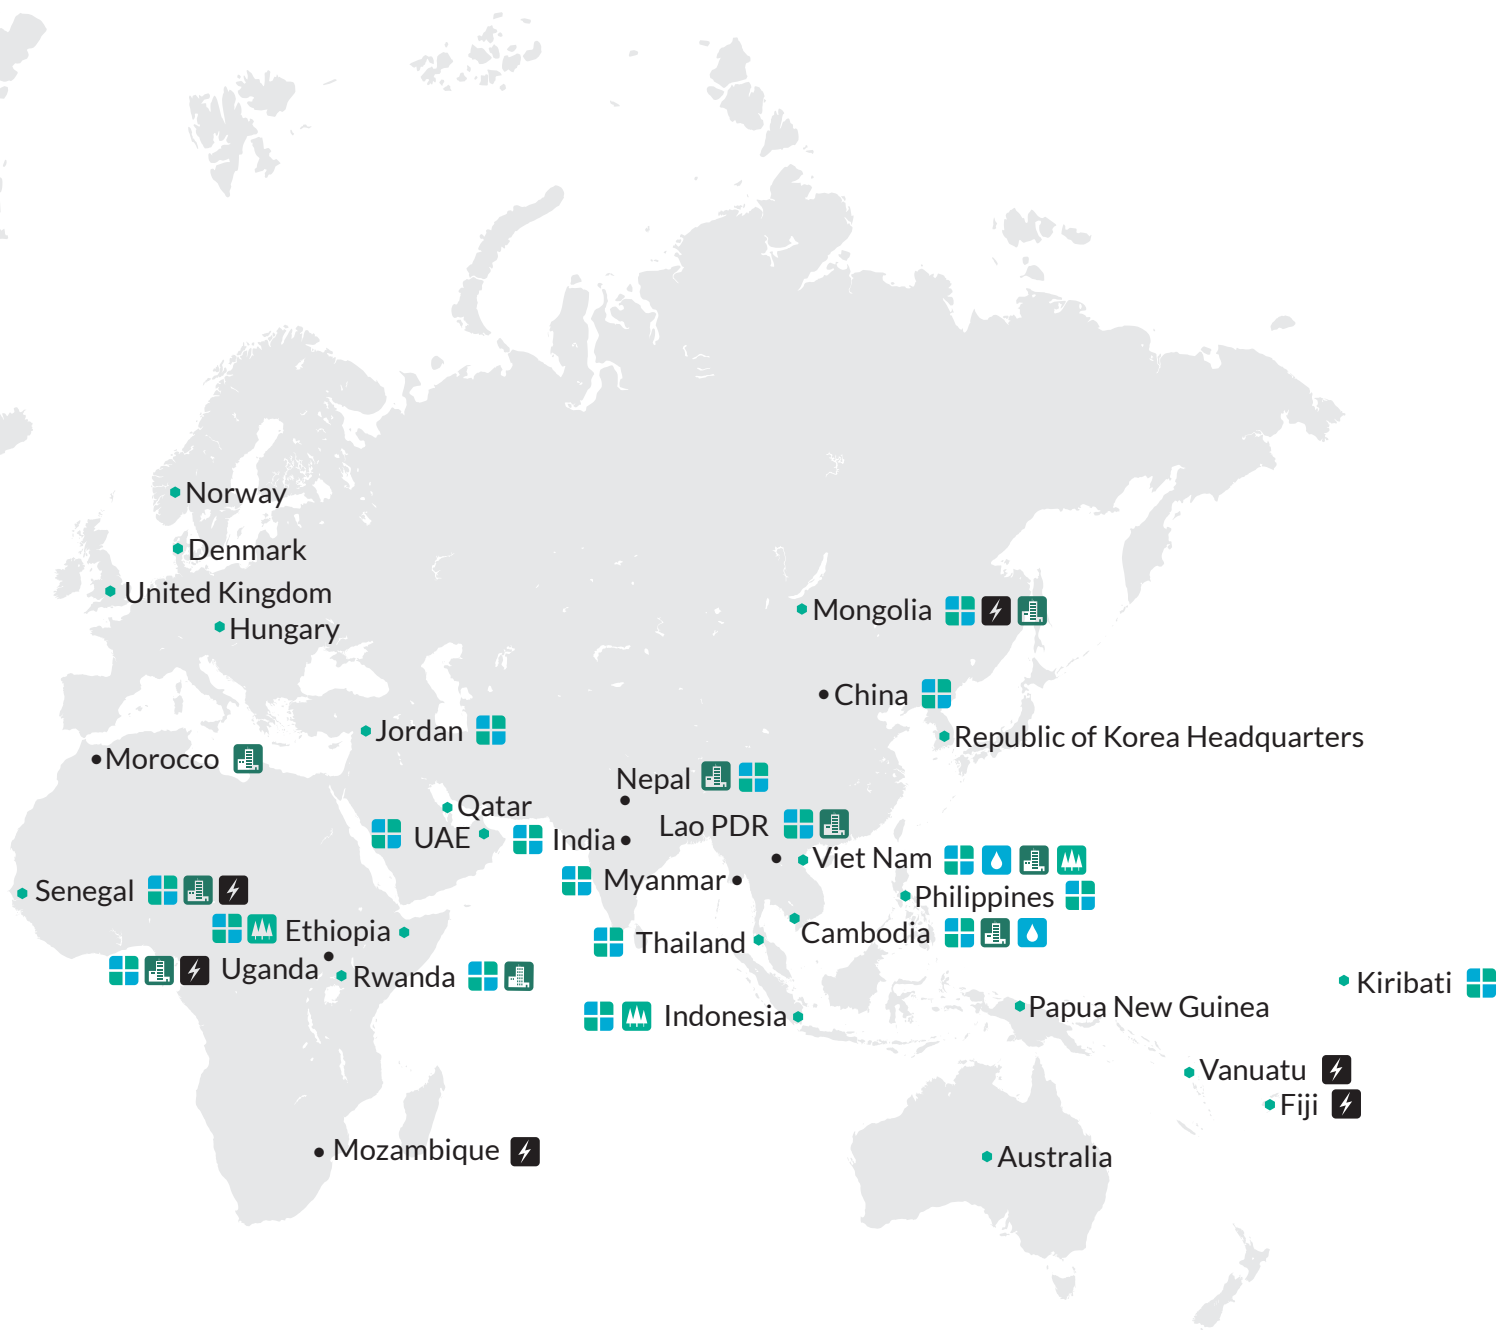 Norway
Denmark
United Kingdom
Hungary
Mongolia
China
Jordan
Republic of Korea Headquarters
Morocco
Nepal
Qatar
Lao PDR
UAE
India
Viet Nam
Myanmar
Senegal
Philippines
Ethiopia
Cambodia
Thailand
Uganda
Rwanda
Kiribati
Papua New Guinea
Indonesia
Vanuatu
Fiji
Mozambique
Australia